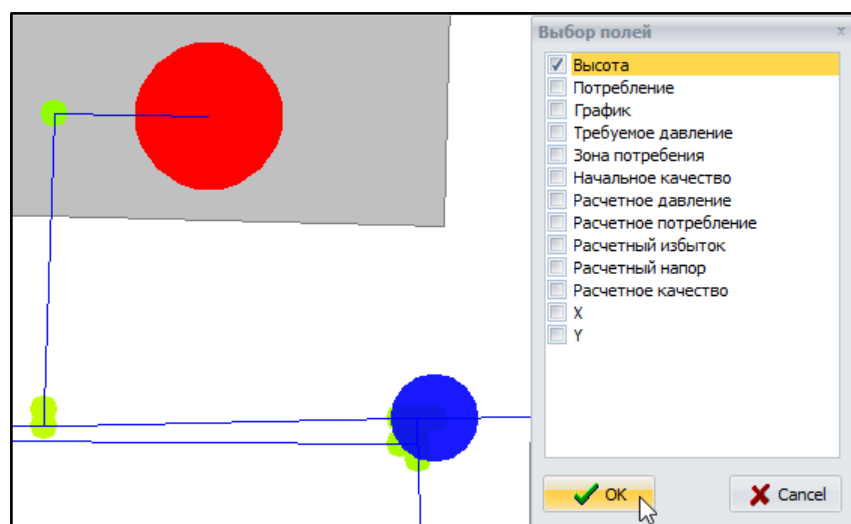 Выбор полей
Высота
Потребление
График
Требуемое давление
Зона потребения
Начальное качество
Расчетное давление
Расчетное потребление
Расчетный избыток
Расчетный напор
Расчетное качество
X
Y
OK
Cancel